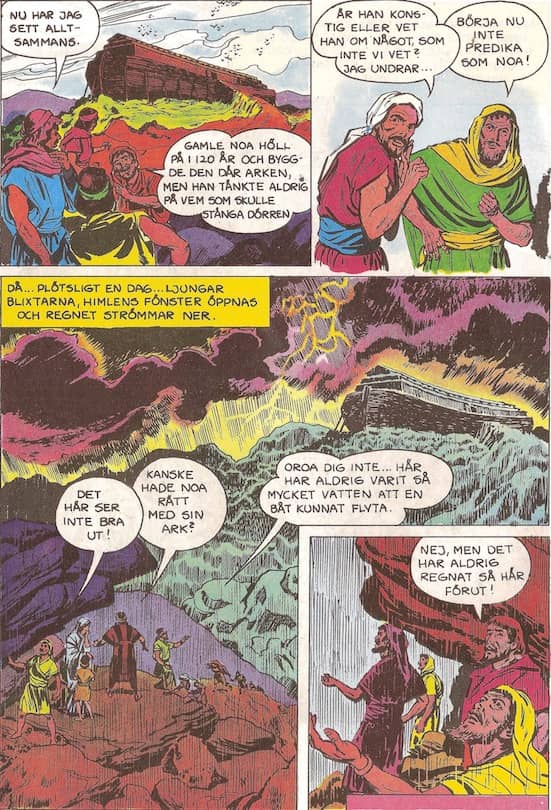 NU HAR JAG
SETT ALLT-
SAMMANS.
GAMLE NOA HÖLL
PÅ I 120 ÅR OCH BYGG-
DE DEN DÄR ARKEN,
MEN HAN TÄNKTE ALDRIG
PÅ VEM SOM SKULLE
STÄNGA DÖRREN
ÄR HAN KONS-
TIG ELLER VET
HAN OM NÅGOT, SOM
INTE VI VET?
JAG UNDRAR...
BÖRJA NU
INTE
PREDIKA
SOM NOA!
DÅ... PLÖTSLIGT EN DAG... LJUNGAR
BLIXTARNA, HIMLENS FÖNSTER ÖPPNAS
OCH REGNET STRÖMMAR NER.
DET
HÄR SER
INTE BRA
UT!
KANSKE
HADE NOA
RÄTT
MED SIN
ARK?
OROA DIG INTE... HÄR
HAR ALDRIG VARIT SÅ
MYCKET VATTEN ATT EN
BÅT KUNNAT FLYTA.
NEJ, MEN DET
HAR ALDRIG
REGNAT SÅ HÄR
FÖRUT!